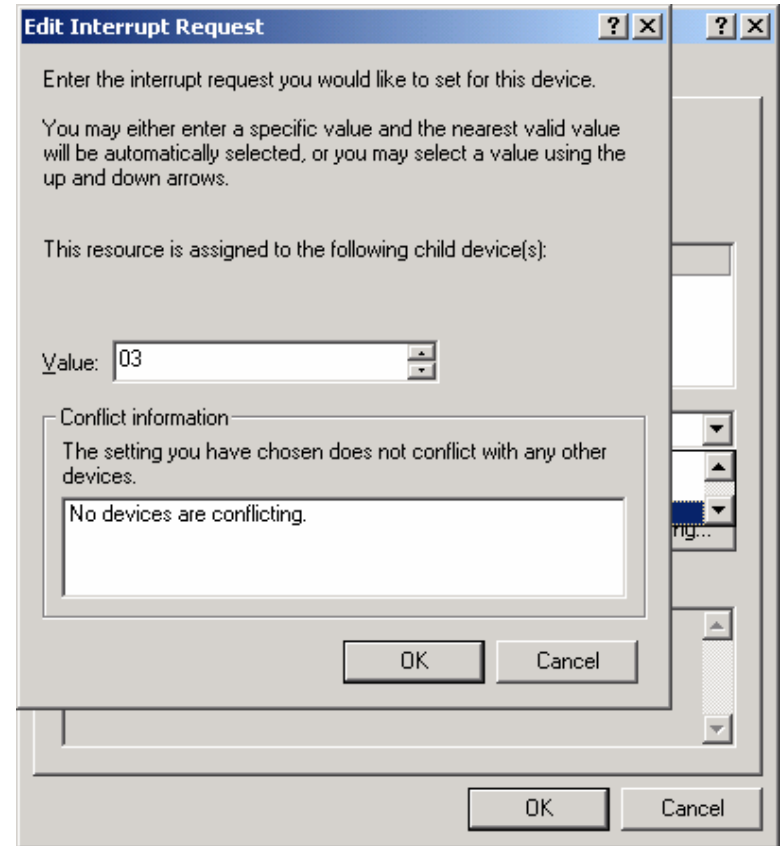 Edit Interrupt Request
Enter the interrupt request you would like to set for this device.
You may either enter a specific value and the nearest valid value
will be automatically selected, or you may select a value using the
up and down arrows.
This resource is assigned to the following child device(s):
Value: 03
Conflict information
The setting you have chosen does not conflict with any other
devices.
No devices are conflicting.
OK Cancel
OK Cancel